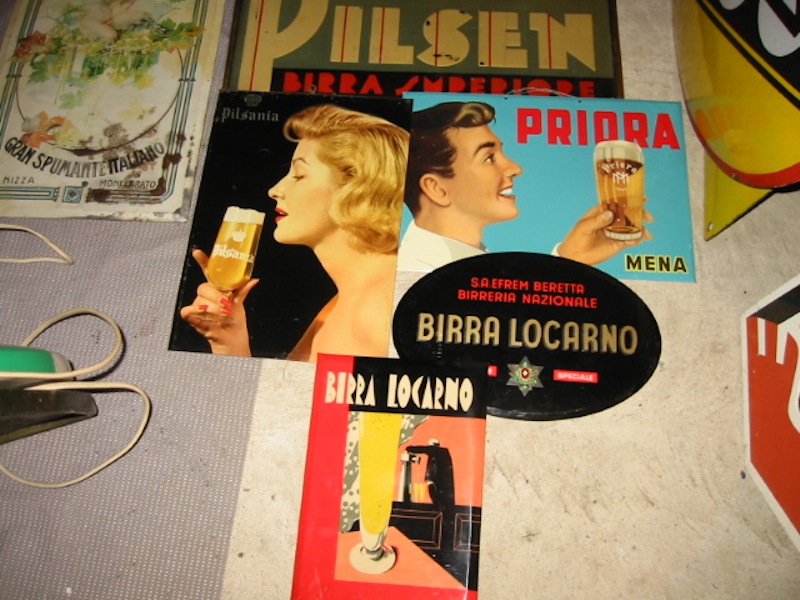 PILSEN
BIRRA SUPERIORE
GRAN SPUMANTE ITALIANO
NIZZA MONFERRATO
Pilsania
Pilsania
PRIORA
Priora
MENA
S.A.EFREM BERETTA
BIRRERIA NAZIONALE
BIRRA LOCARNO
SPECIALE
BIRRA LOCARNO